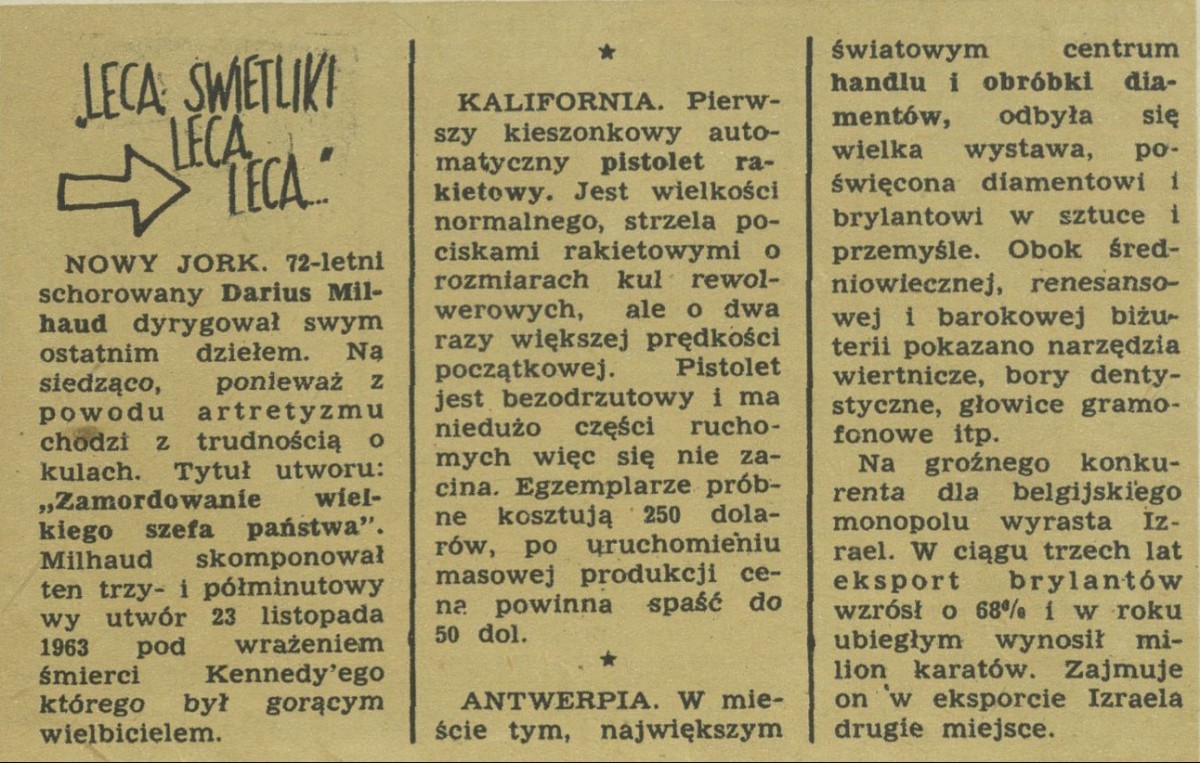 „LECĄ ŚWIETLIKI
LECĄ
LECĄ..."
NOWY JORK. 72-letni
schorowany Darius Mil-
haud dyrygował swym
ostatnim dziełem. Na
siedząco, ponieważ z
powodu artretyzmu
chodzi z trudnością o
kulach. Tytuł utworu:
„Zamordowanie wiel-
kiego szefa państwa”.
Milhaud skomponował
ten trzy- i półminutowy
wy utwór 23 listopada
1963 pod wrażeniem
śmierci Kennedy’ego
którego był gorącym
wielbicielem.
★
KALIFORNIA. Pierw-
szy kieszonkowy auto-
matyczny pistolet ra-
kietowy. Jest wielkości
normalnego, strzela po-
ciskami rakietowymi o
rozmiarach kul rewol-
werowych, ale o dwa
razy większej prędkości
początkowej. Pistolet
jest bezodrzutowy i ma
niedużo części rucho-
mych więc się nie za-
cina. Egzemplarze prób-
ne kosztują 250 dola-
rów, po uruchomieniu
masowej produkcji ce-
na powinna spaść do
50 dol.
★
ANTWERPIA. W mie-
ście tym, największym
światowym centrum
handlu i obróbki dia-
mentów, odbyła się
wielka wystawa, po-
święcona diamentowi i
brylantowi w sztuce i
przemyśle. Obok śred-
niowiecznej, renesanso-
wej i barokowej biżu-
terii pokazano narzędzia
wiertnicze, bory denty-
styczne, głowice gramo-
fonowe itp.
Na groźnego konku-
renta dla belgijskiego
monopolu wyrasta Iz-
rael. W ciągu trzech lat
eksport brylantów
wzrósł o 68% i w roku
ubiegłym wynosił mi-
lion karatów. Zajmuje
on w eksporcie Izraela
drugie miejsce.